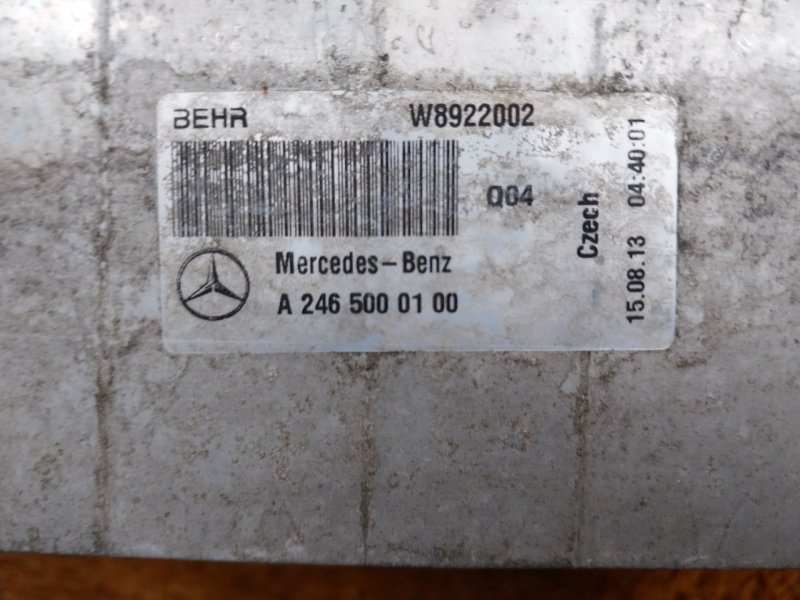 BEHR W8922002
Q04
Mercedes-Benz
A 246 500 01 00
Czech
15.08.13 04:40:01